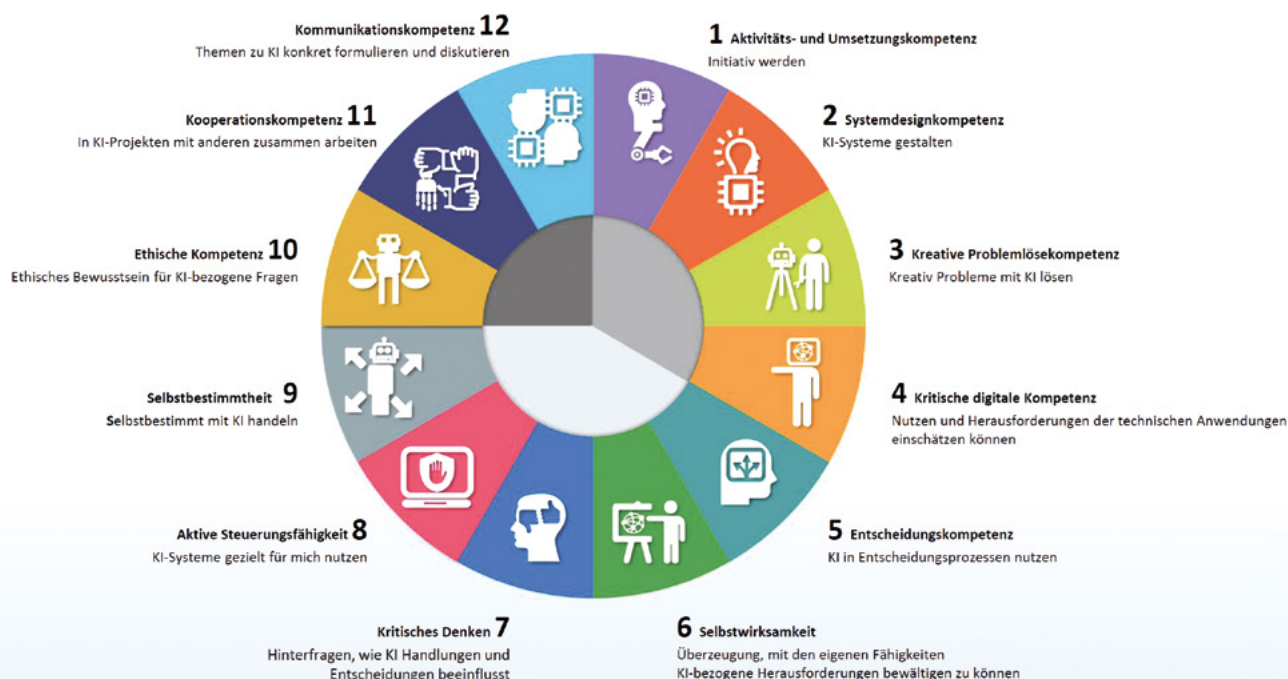 1 Aktivitäts- und Umsetzungskompetenz
Initiativ werden
2 Systemdesignkompetenz
KI-Systeme gestalten
3 Kreative Problemlösekompetenz
Kreativ Probleme mit KI lösen
4 Kritische digitale Kompetenz
Nutzen und Herausforderungen der technischen Anwendungen
einschätzen können
5 Entscheidungskompetenz
KI in Entscheidungsprozessen nutzen
6 Selbstwirksamkeit
Überzeugung, mit den eigenen Fähigkeiten
KI-bezogene Herausforderungen bewältigen zu können
Kritisches Denken 7
Hinterfragen, wie KI Handlungen und
Entscheidungen beeinflusst
Aktive Steuerungsfähigkeit 8
KI-Systeme gezielt für mich nutzen
Selbstbestimmtheit 9
Selbstbestimmt mit KI handeln
Ethische Kompetenz 10
Ethisches Bewusstsein für KI-bezogene Fragen
Kooperationskompetenz 11
In KI-Projekten mit anderen zusammen arbeiten
Kommunikationskompetenz 12
Themen zu KI konkret formulieren und diskutieren